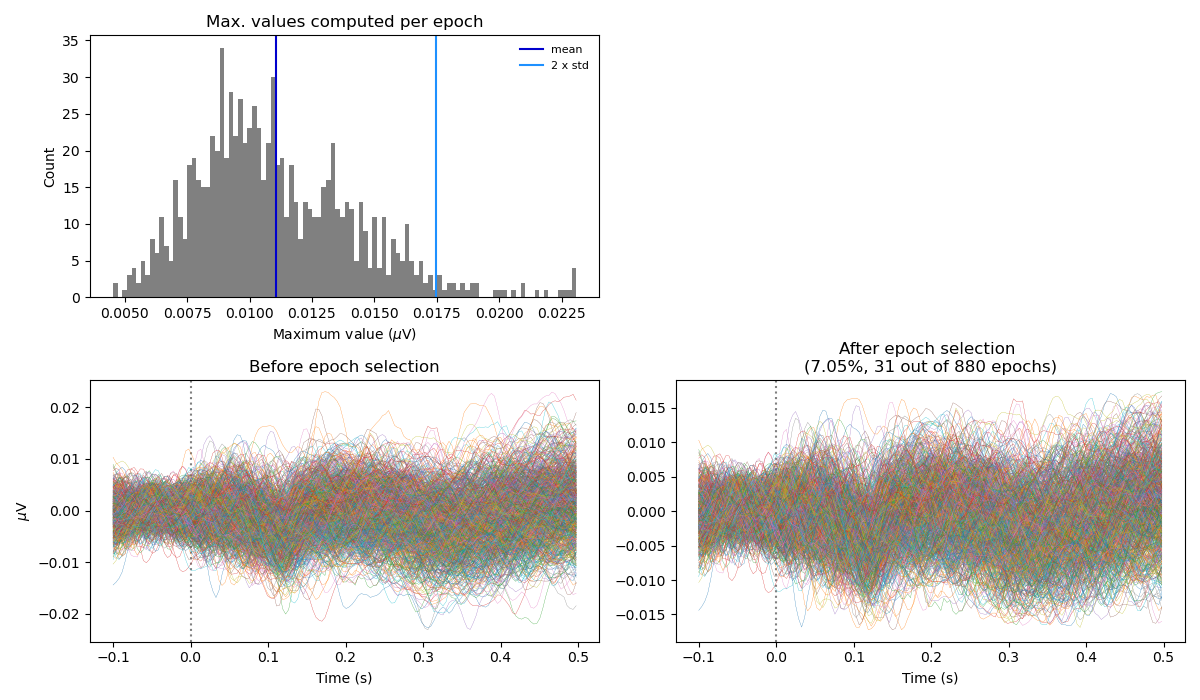 Max. values computed per epoch
35
30
25
20
15
10
5
0
Count
mean
2 x std
0.0050 0.0075 0.0100 0.0125 0.0150 0.0175 0.0200 0.0225
Maximum value (μV)
Before epoch selection
0.02
0.01
0.00
−0.01
−0.02
μV
−0.1 0.0 0.1 0.2 0.3 0.4 0.5
Time (s)
After epoch selection
(7.05%, 31 out of 880 epochs)
0.015
0.010
0.005
0.000
−0.005
−0.010
−0.015
−0.1 0.0 0.1 0.2 0.3 0.4 0.5
Time (s)